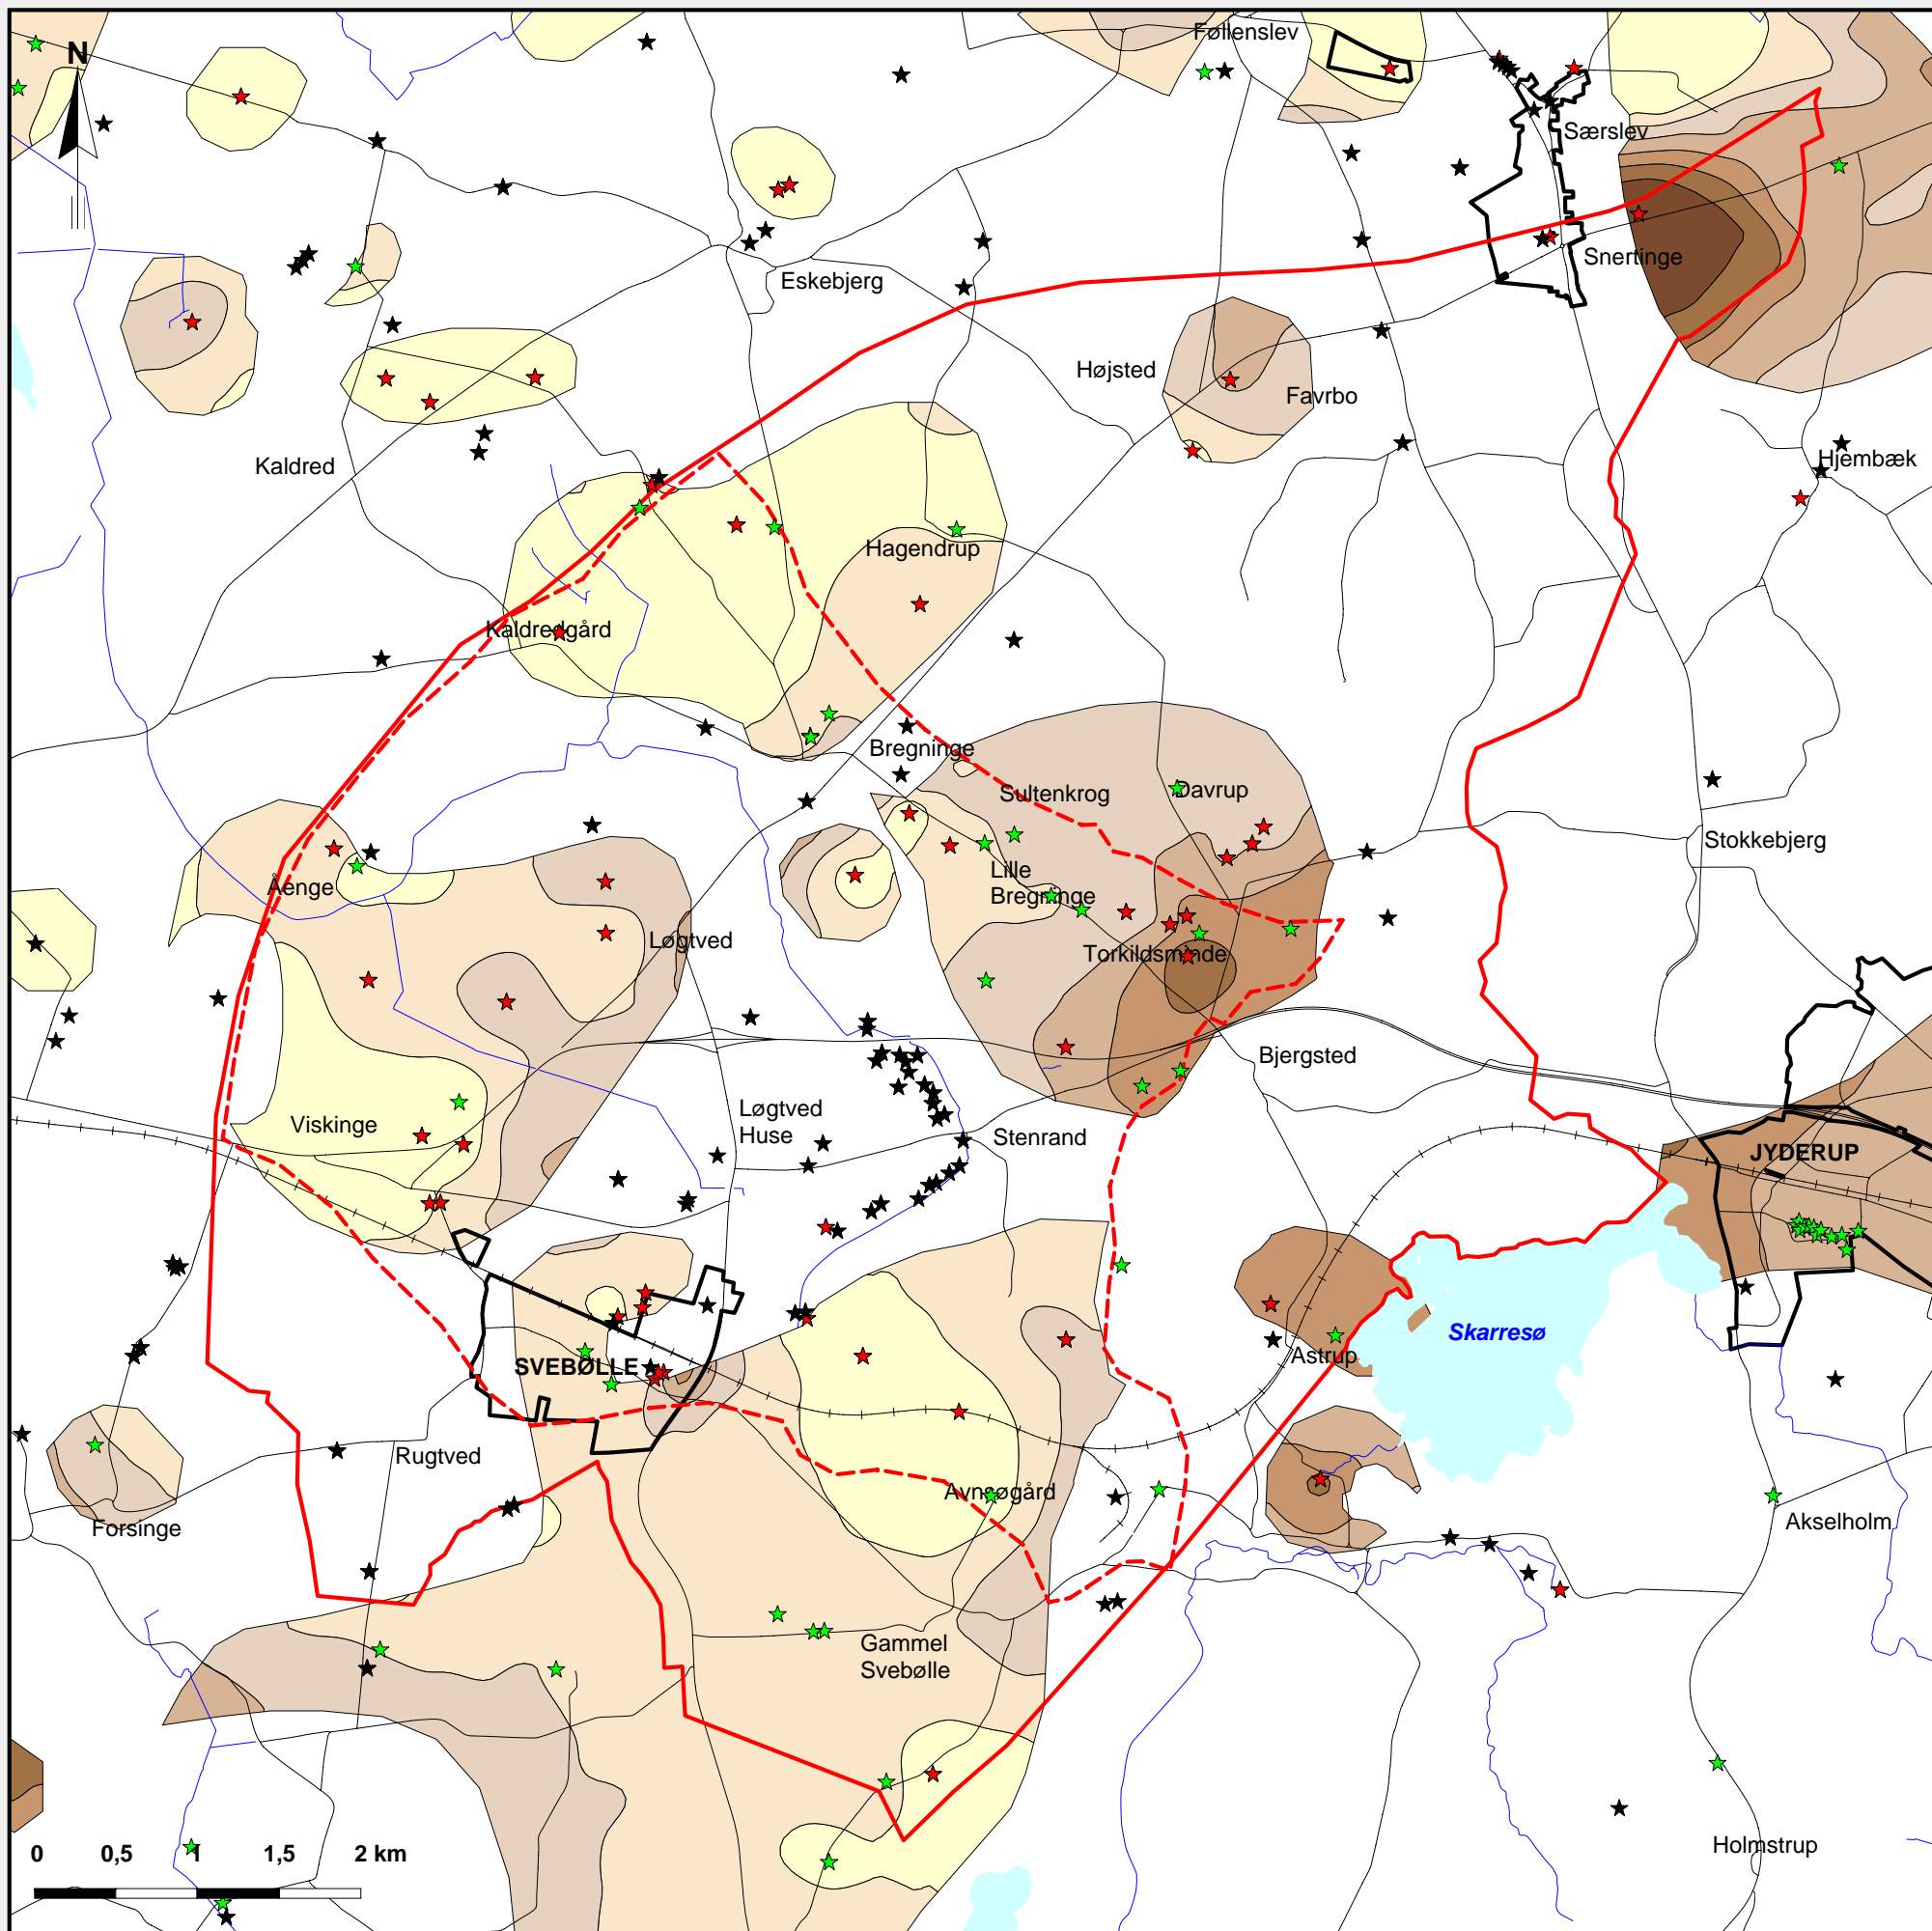 N
Føllenslev
Særslev
Snertinge
Eskebjerg
Højsted
Favrbo
Kaldred
Hjembæk
Hagendrup
Kaldredgård
Bregninge
Sultenkrog
Davrup
Stokkebjerg
Lille
Bregninge
Åenge
Løgtved
Torkildsminde
Bjergsted
Løgtved
Huse
Viskinge
Stenrand
JYDERUP
Skarresø
Astrup
SVEBØLLE
Rugtved
Avnsøgård
Forsinge
Akselholm
Gammel
Svebølle
Holmstrup
0 0,5 1 1,5 2 km